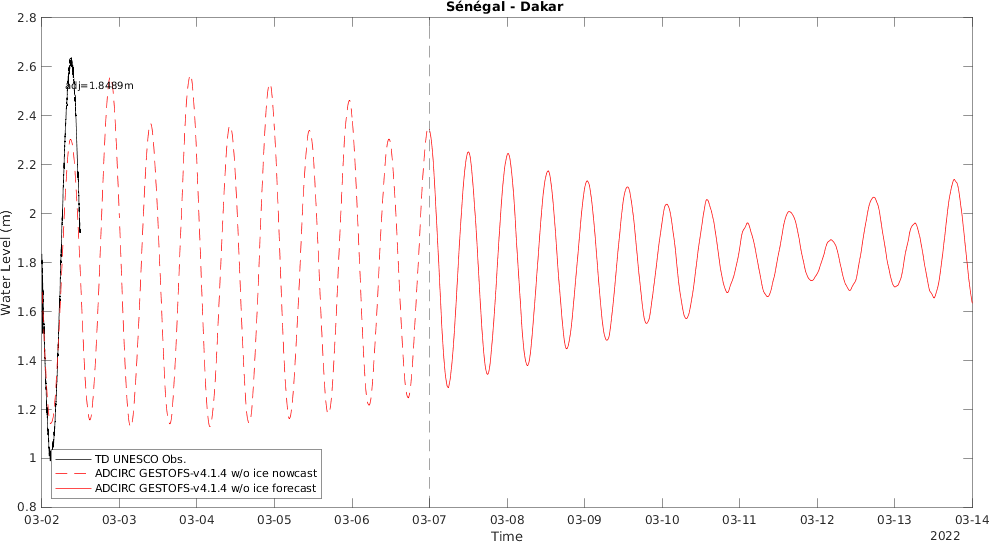 Sénégal - Dakar
2.8
2.6
2.4
2.2
2
1.8
1.6
1.4
1.2
1
0.8
Water Level (m)
adj=1.8489m
TD UNESCO Obs.
ADCIRC GESTOFS-v4.1.4 w/o ice nowcast
ADCIRC GESTOFS-v4.1.4 w/o ice forecast
03-02 03-03 03-04 03-05 03-06 03-07 03-08 03-09 03-10 03-11 03-12 03-13 03-14
Time
2022